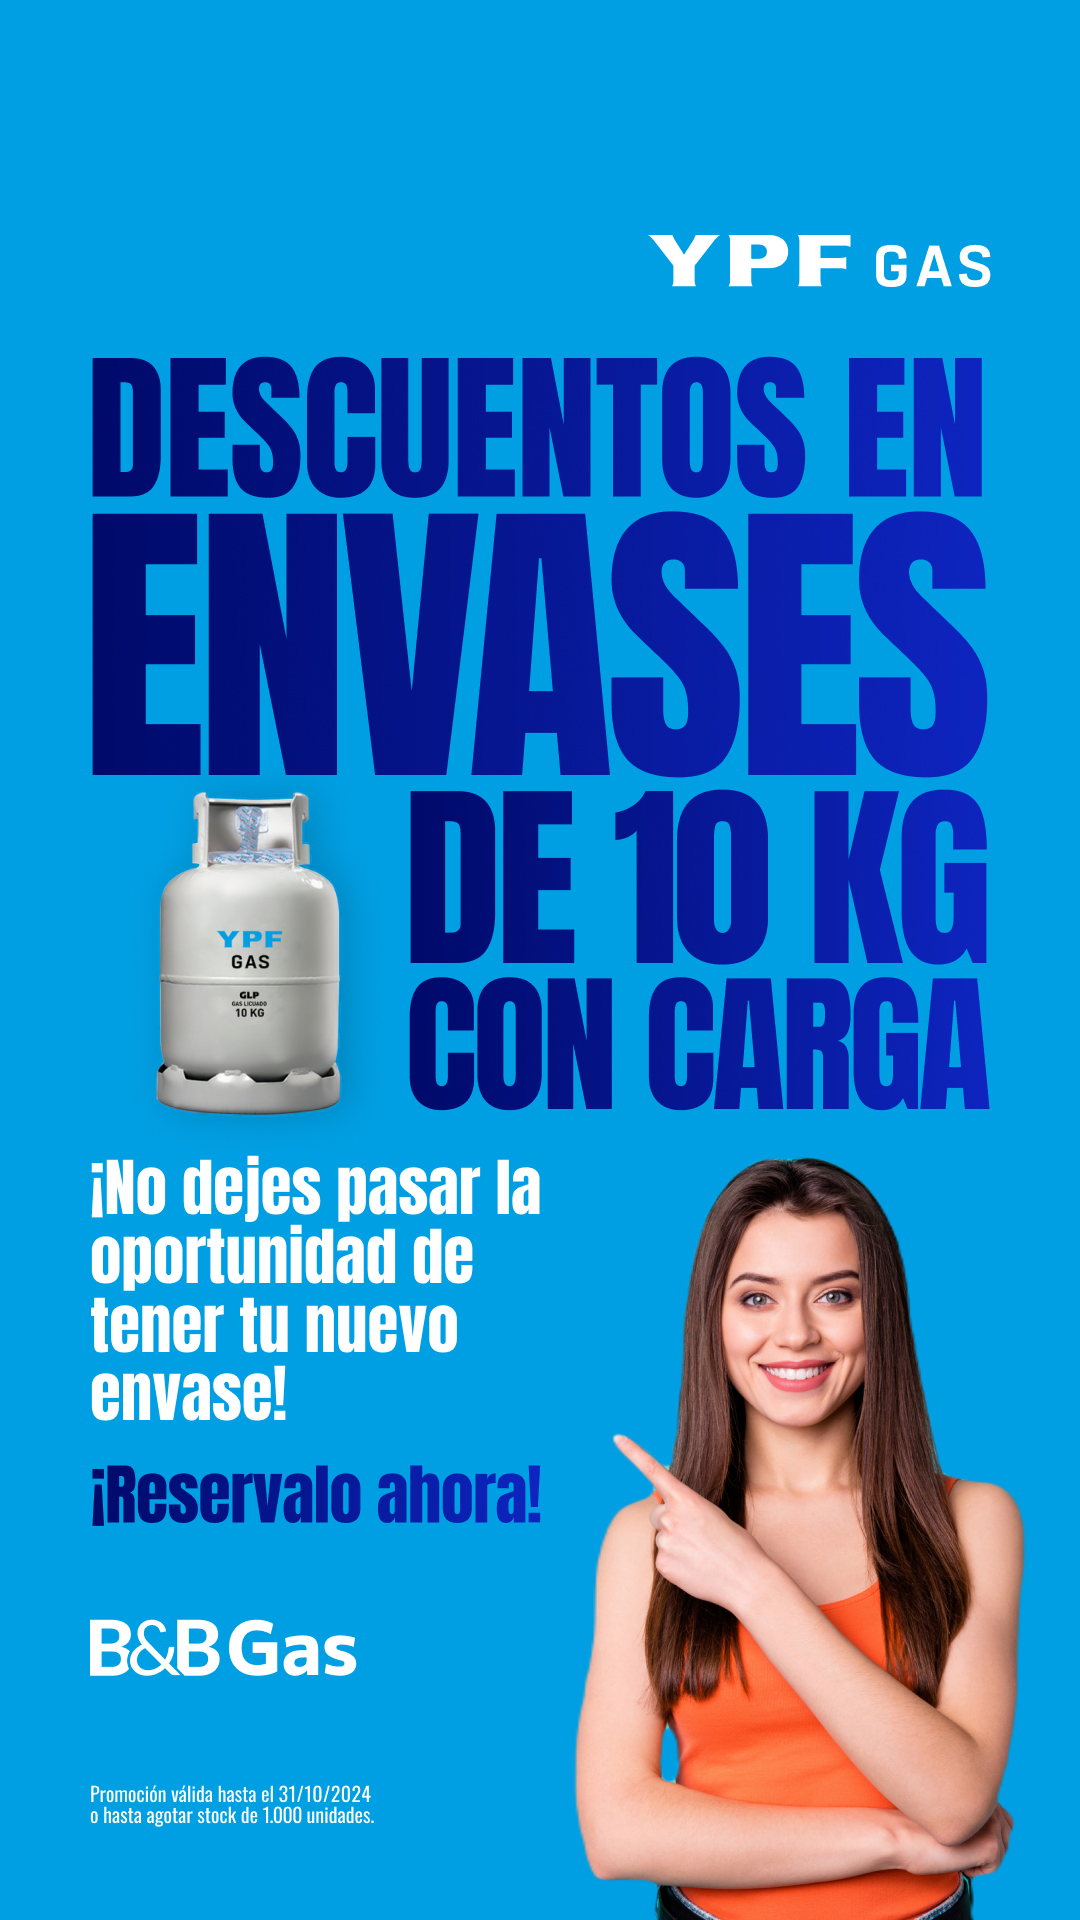 YPF GAS
DESCUENTOS EN
ENVASES
DE 10 KG
CON CARGA
YPF
GAS
GLP
GAS LICUADO
10 KG
¡No dejes pasar la
oportunidad de
tener tu nuevo
envase!
¡Reservalo ahora!
B&B Gas
Promoción válida hasta el 31/10/2024
o hasta agotar stock de 1.000 unidades.